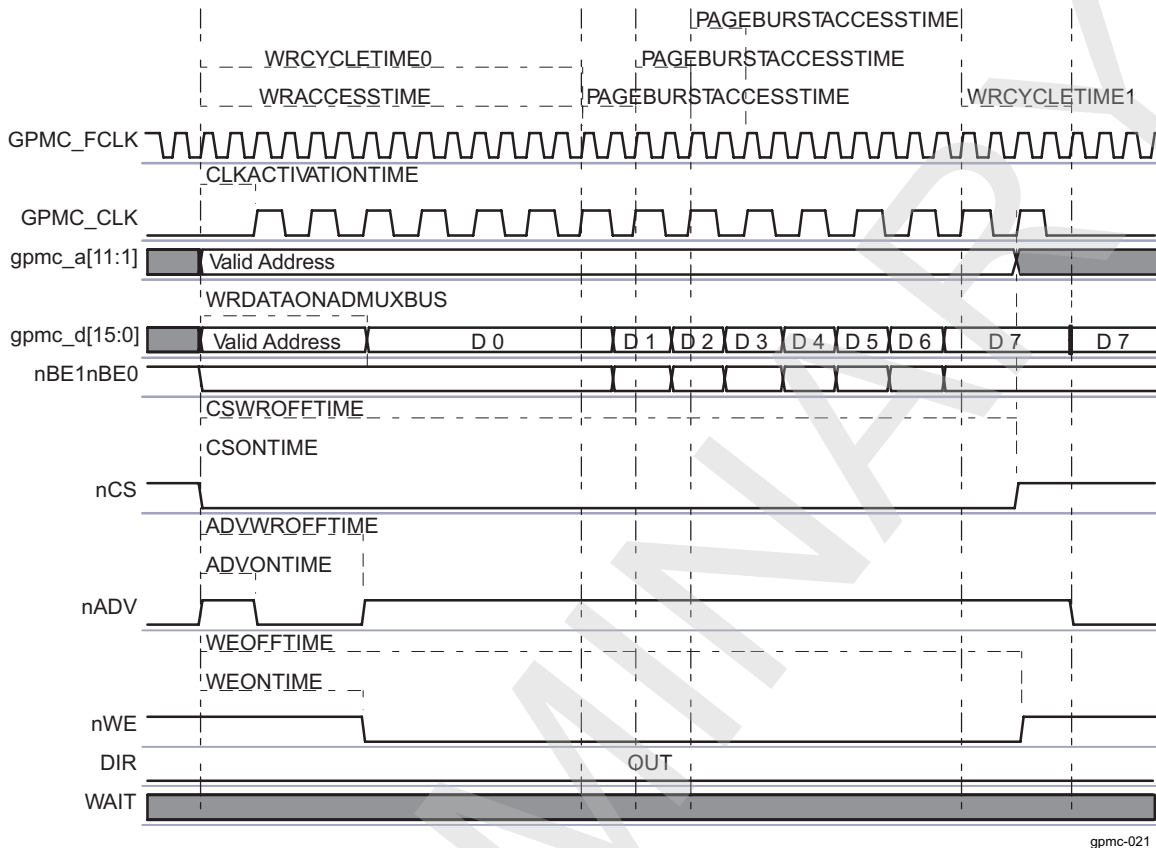 PAGEBURSTACCESSTIME
WRCYCLETIME0 PAGEBURSTACCESSTIME
WRACCESSTIME PAGEBURSTACCESSTIME WRCYCLETIME1
GPMC_FCLK
CLKACTIVATIONTIME
GPMC_CLK
gpmc_a[11:1] Valid Address
WRDATAONADMUXBUS
gpmc_d[15:0] Valid Address D 0 D 1 D 2 D 3 D 4 D 5 D 6 D 7 D 7
nBE1nBE0
CSWROFFTIME
CSONTIME
nCS
ADVWROFFTIME
ADVONTIME
nADV
WEOFFTIME
WEONTIME
nWE
DIR OUT
WAIT
gpmc-021
MINARY